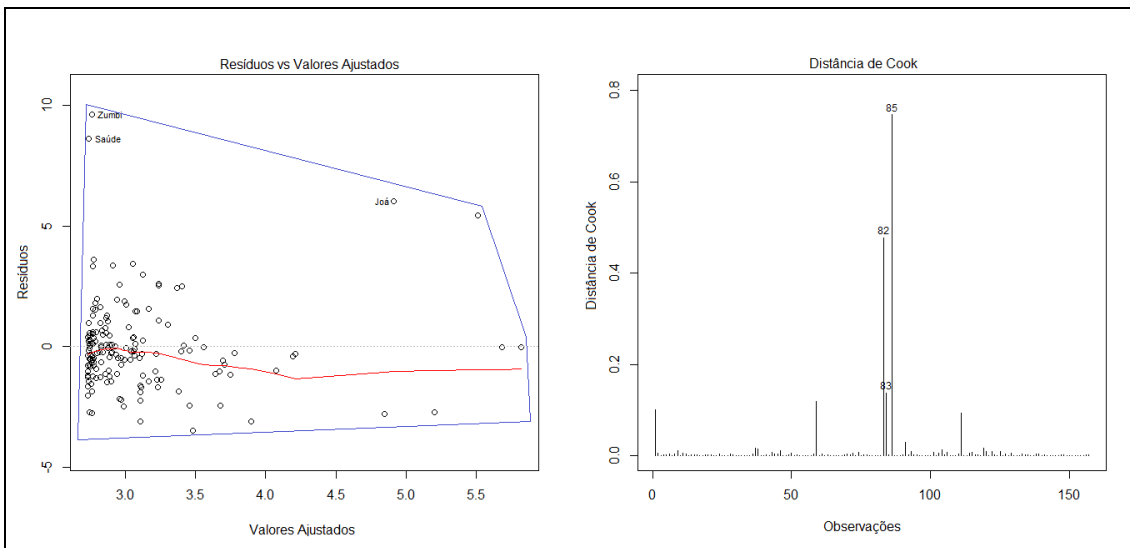 Resíduos vs Valores Ajustados
Resíduos
10
5
0
-5
Zumbi
Saúde
Joá
3.0 3.5 4.0 4.5 5.0 5.5
Valores Ajustados
Distância de Cook
Distância de Cook
0.8
0.6
0.4
0.2
0.0
85
82
83
0 50 100 150
Observações